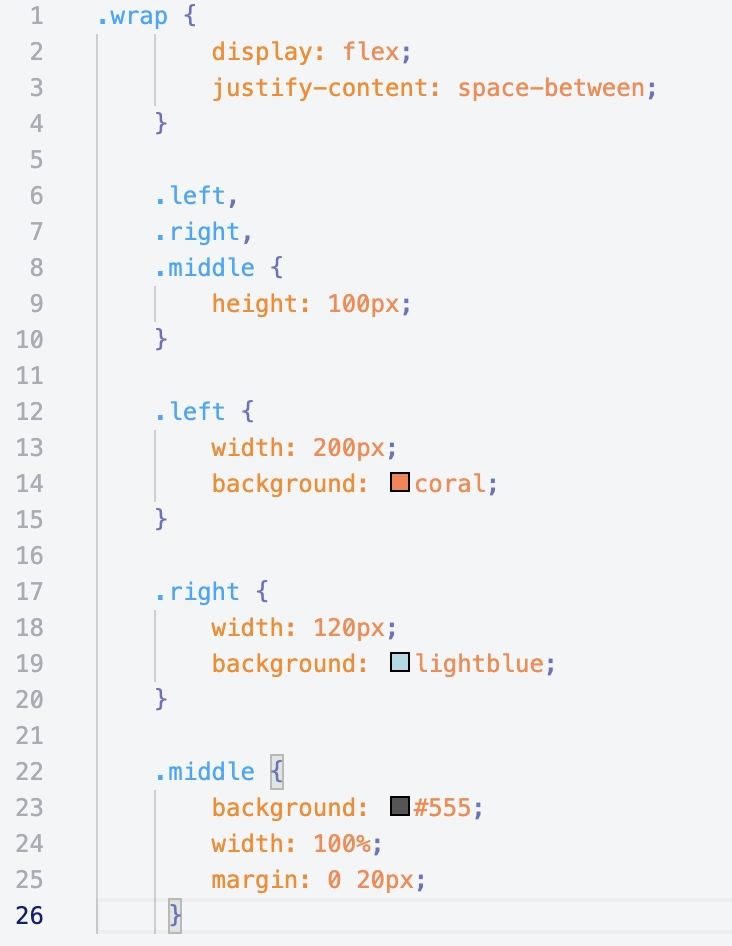 1 .wrap {
2 display: flex;
3 justify-content: space-between;
4 }
5
6 .left,
7 .right,
8 .middle {
9 height: 100px;
10 }
11
12 .left {
13 width: 200px;
14 background: coral;
15 }
16
17 .right {
18 width: 120px;
19 background: lightblue;
20 }
21
22 .middle {
23 background: #555;
24 width: 100%;
25 margin: 0 20px;
26 }